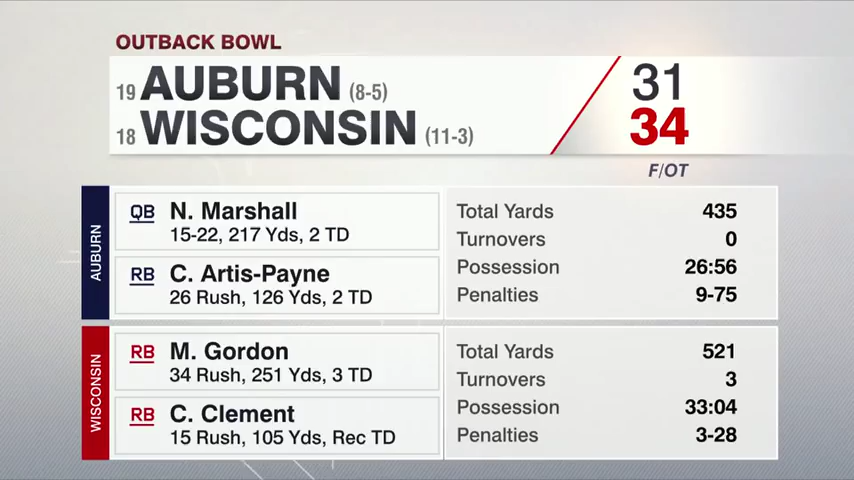 OUTBACK BOWL
19 AUBURN (8-5) 31
18 WISCONSIN (11-3) 34
F/OT
AUBURN
QB N. Marshall
15-22, 217 Yds, 2 TD
RB C. Artis-Payne
26 Rush, 126 Yds, 2 TD
Total Yards 435
Turnovers 0
Possession 26:56
Penalties 9-75
WISCONSIN
RB M. Gordon
34 Rush, 251 Yds, 3 TD
RB C. Clement
15 Rush, 105 Yds, Rec TD
Total Yards 521
Turnovers 3
Possession 33:04
Penalties 3-28